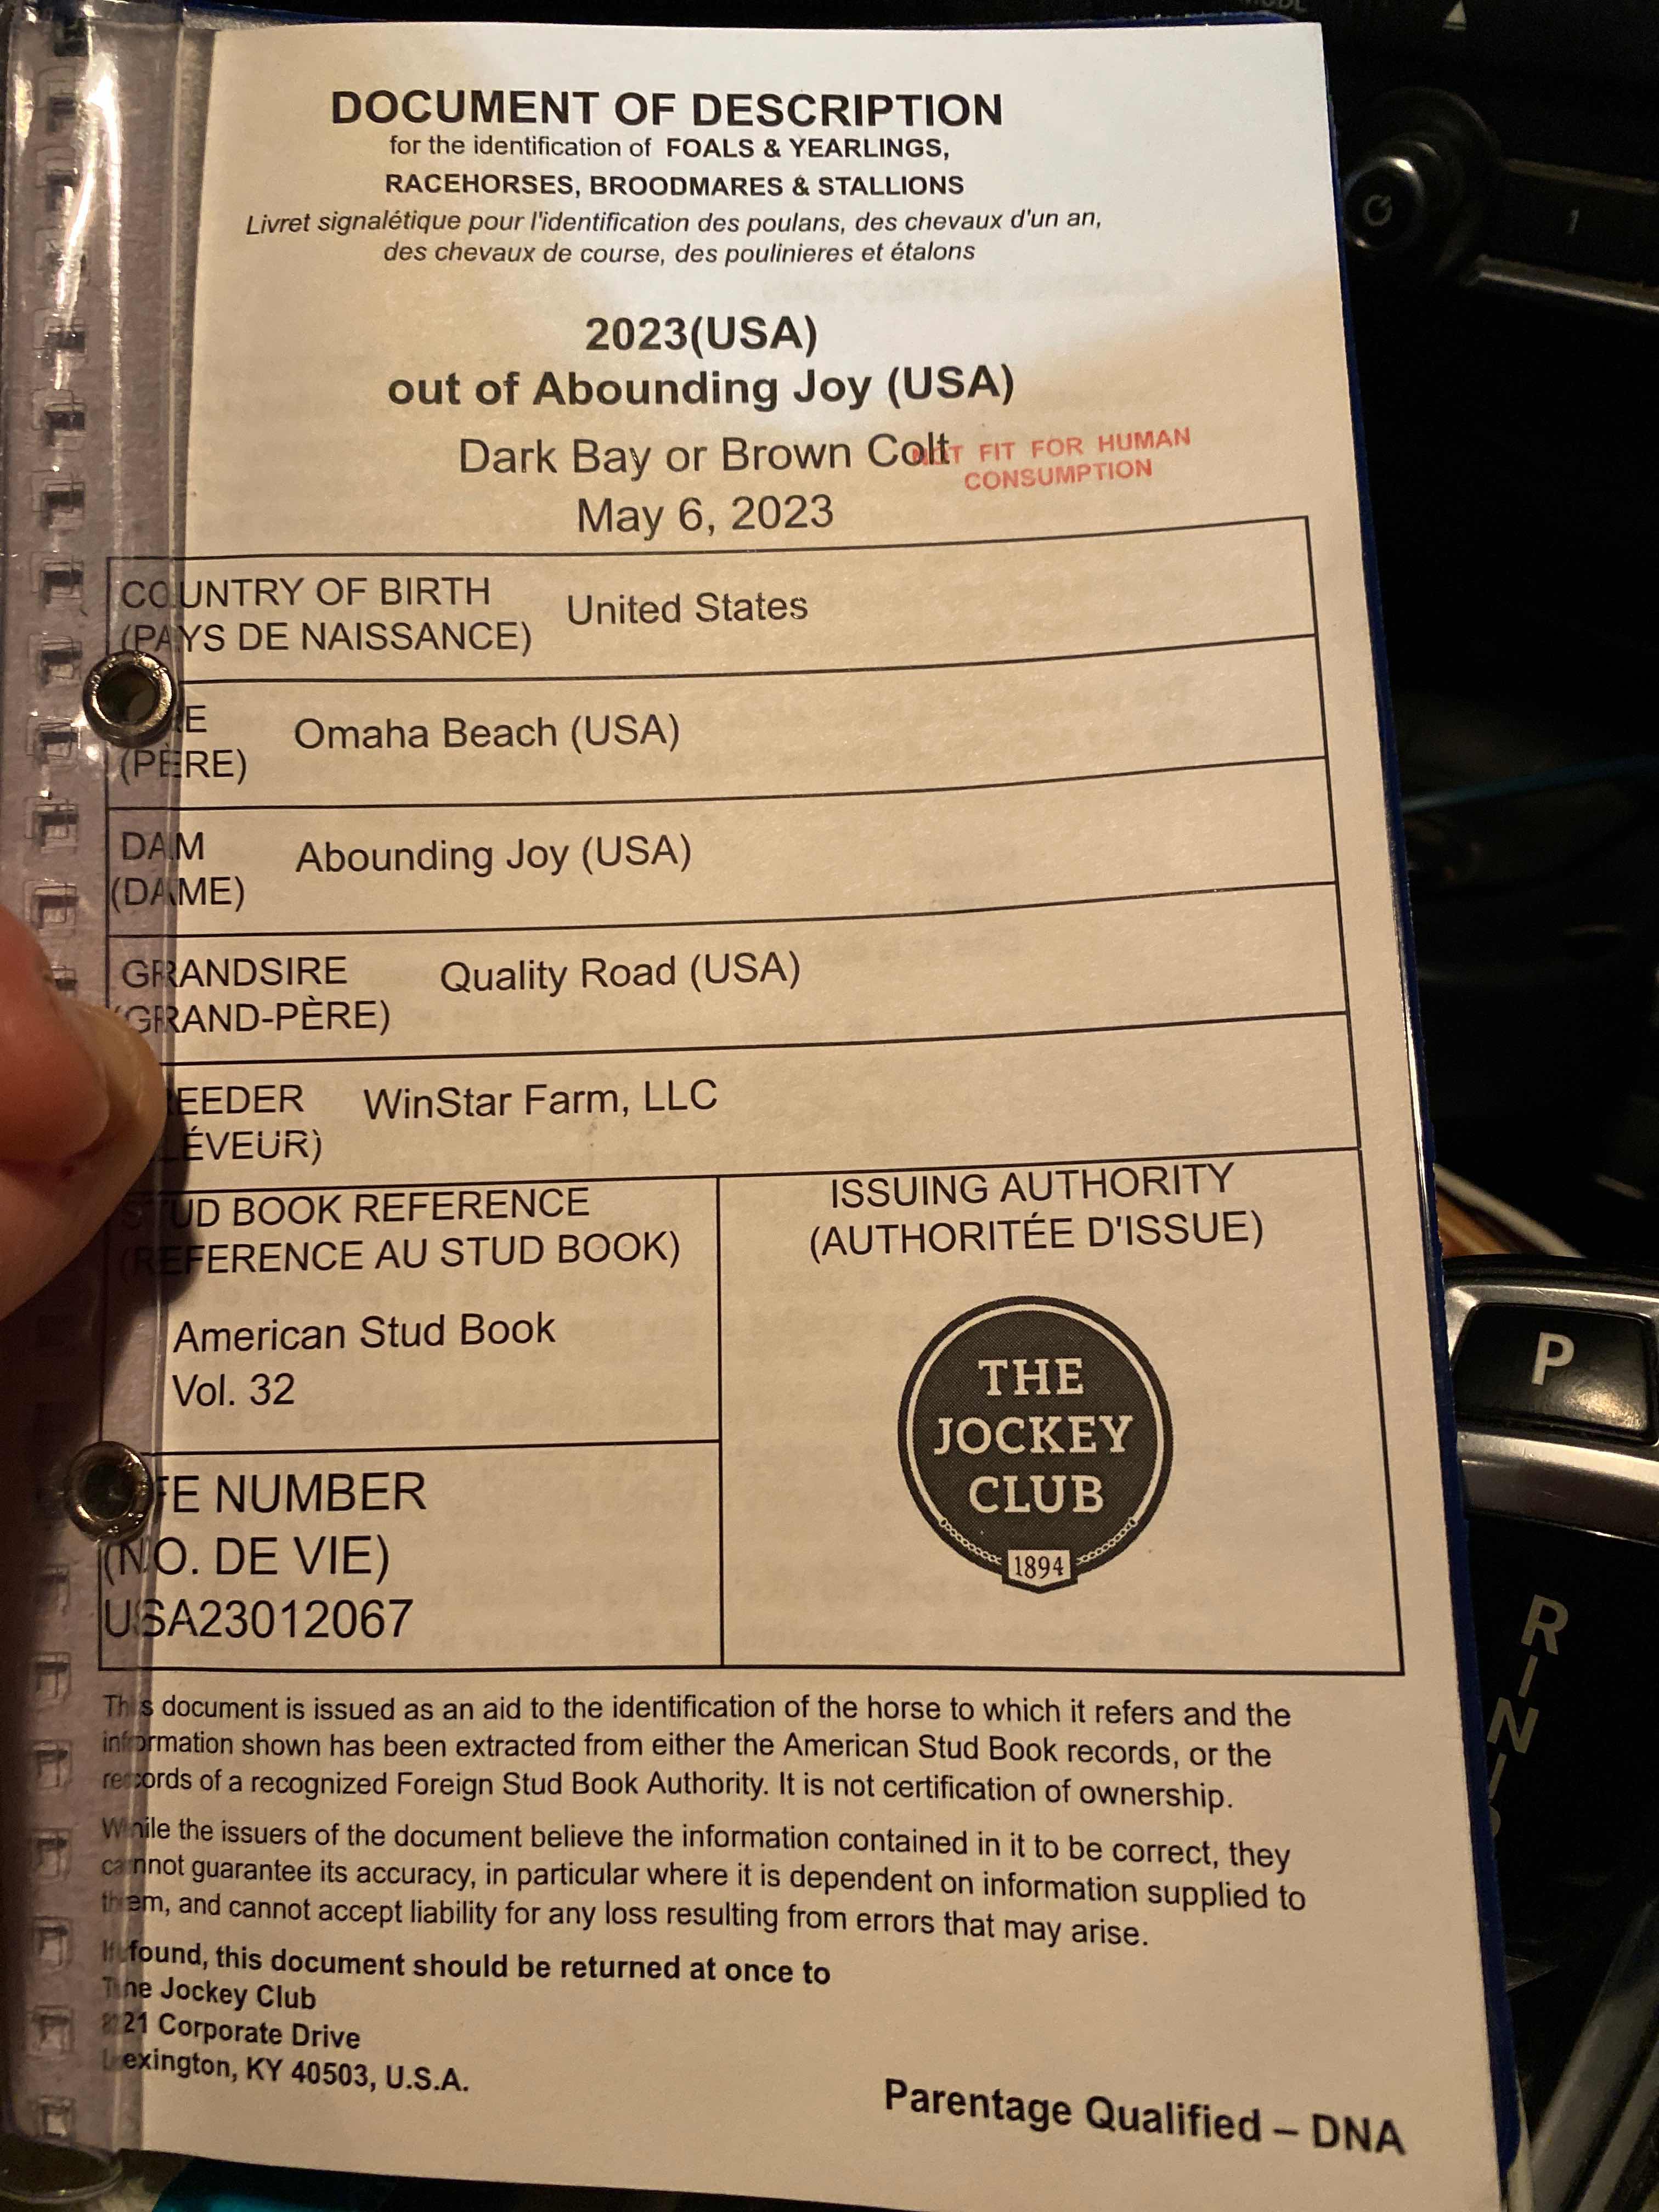 DOCUMENT OF DESCRIPTION
for the identification of FOALS & YEARLINGS,
RACEHORSES, BROODMARES & STALLIONS
Livret signalétique pour l'identification des poulans, des chevaux d'un an,
des chevaux de course, des poulinieres et étalons
2023(USA)
out of Abounding Joy (USA)
Dark Bay or Brown Colt
NOT FIT FOR HUMAN
CONSUMPTION
May 6, 2023
COUNTRY OF BIRTH
(PAYS DE NAISSANCE)
United States
(PÈRE)
Omaha Beach (USA)
DAM
(DAME)
Abounding Joy (USA)
GRANDSIRE
(GRAND-PÈRE)
Quality Road (USA)
EEDER
ÉVEUR)
WinStar Farm, LLC
STUD BOOK REFERENCE
(REFERENCE AU STUD BOOK)
American Stud Book
Vol. 32
ISSUING AUTHORITY
(AUTHORITÉE D'ISSUE)
THE
JOCKEY
CLUB
1894
FE NUMBER
(NO. DE VIE)
USA23012067
This document is issued as an aid to the identification of the horse to which it refers and the
information shown has been extracted from either the American Stud Book records, or the
records of a recognized Foreign Stud Book Authority. It is not certification of ownership.
While the issuers of the document believe the information contained in it to be correct, they
cannot guarantee its accuracy, in particular where it is dependent on information supplied to
them, and cannot accept liability for any loss resulting from errors that may arise.
If found, this document should be returned at once to
The Jockey Club
821 Corporate Drive
Lexington, KY 40503, U.S.A.
Parentage Qualified – DNA
1
P
R
N